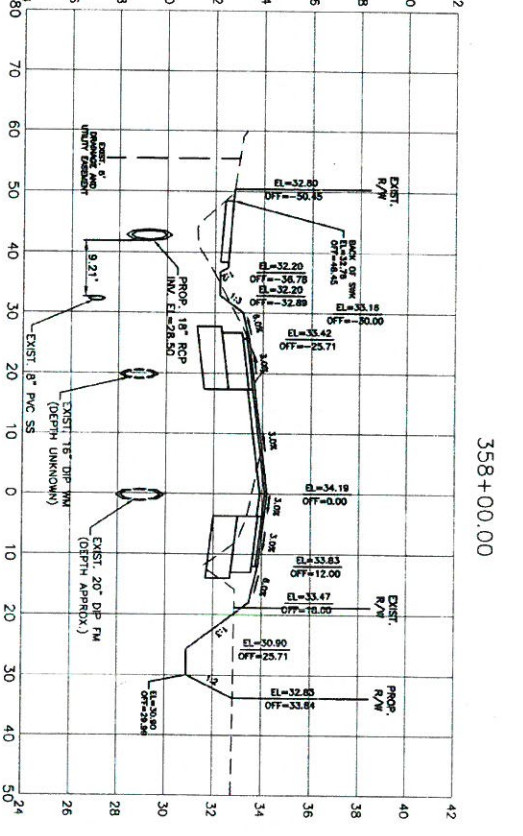 358+00.00
EXIST.
R/W
EL=32.80
OFF=-50.45
BACK OF SWK
EL=32.76
OFF=48.45
EL=32.20
OFF=-36.78
EL=32.20
OFF=-32.89
33.16
OFF=-30.00
EL=33.42
OFF=-25.71
1:3
6.0%
3.0%
3.0%
EL=34.19
OFF=0.00
3.0%
3.0%
6.0%
EL=33.83
OFF=12.00
EL=33.47
EXIST.
R/W
1:3
EL=30.90
OFF=25.71
1:2
EL=30.90
EL=32.83
OFF=33.84
PROP.
R/W
EXIST. 6'
DRAINAGE AND
UTILITY EASEMENT
9.21'
PROP. 18" RCP
INV. EL=28.50
EXIST. 8" PVC SS
EXIST. 16" DIP WM
(DEPTH UNKNOWN)
EXIST. 20" DIP FM
(DEPTH APPROX.)
80
70
60
50
40
30
20
10
0
10
20
30
40
50
24
26
28
30
32
34
36
38
40
42